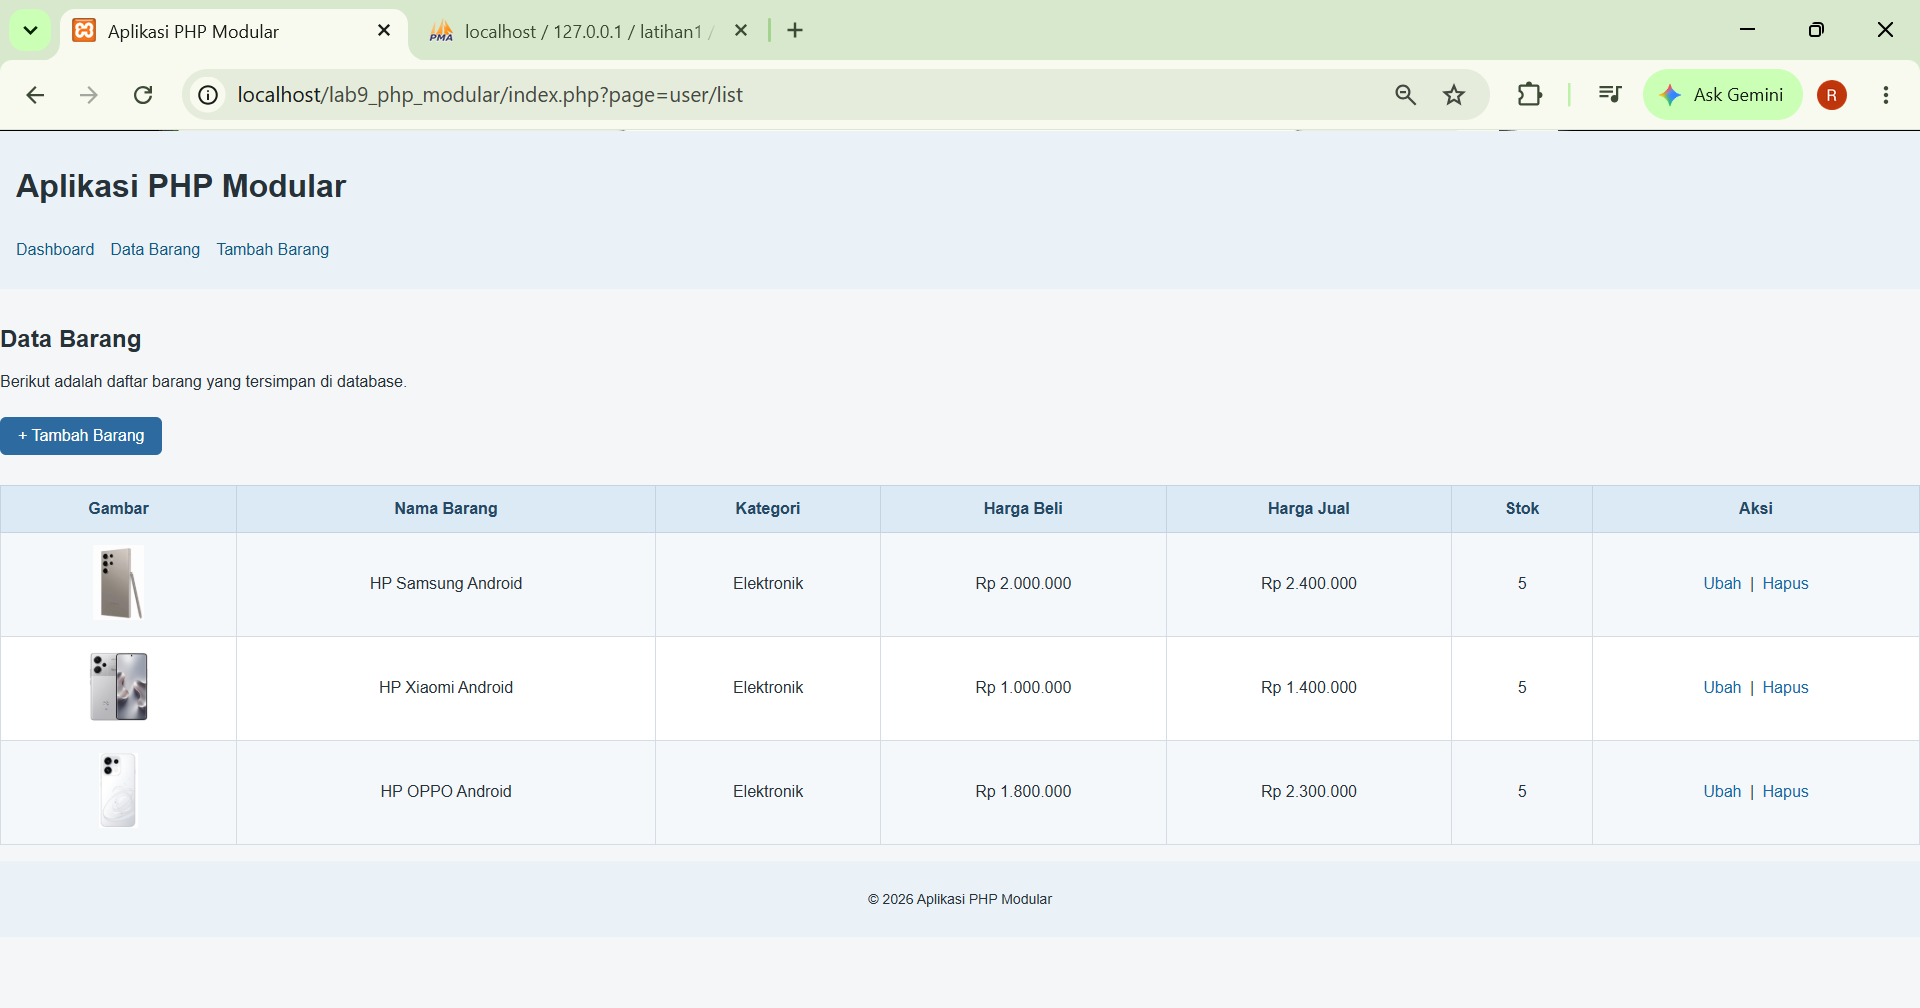 Aplikasi PHP Modular
PMA localhost / 127.0.0.1 / latihan1 /
localhost/lab9_php_modular/index.php?page=user/list
Ask Gemini
R
Aplikasi PHP Modular
Dashboard Data Barang Tambah Barang
Data Barang
Berikut adalah daftar barang yang tersimpan di database.
+ Tambah Barang
Gambar Nama Barang Kategori Harga Beli Harga Jual Stok Aksi
HP Samsung Android Elektronik Rp 2.000.000 Rp 2.400.000 5 Ubah | Hapus
HP Xiaomi Android Elektronik Rp 1.000.000 Rp 1.400.000 5 Ubah | Hapus
HP OPPO Android Elektronik Rp 1.800.000 Rp 2.300.000 5 Ubah | Hapus
© 2026 Aplikasi PHP Modular